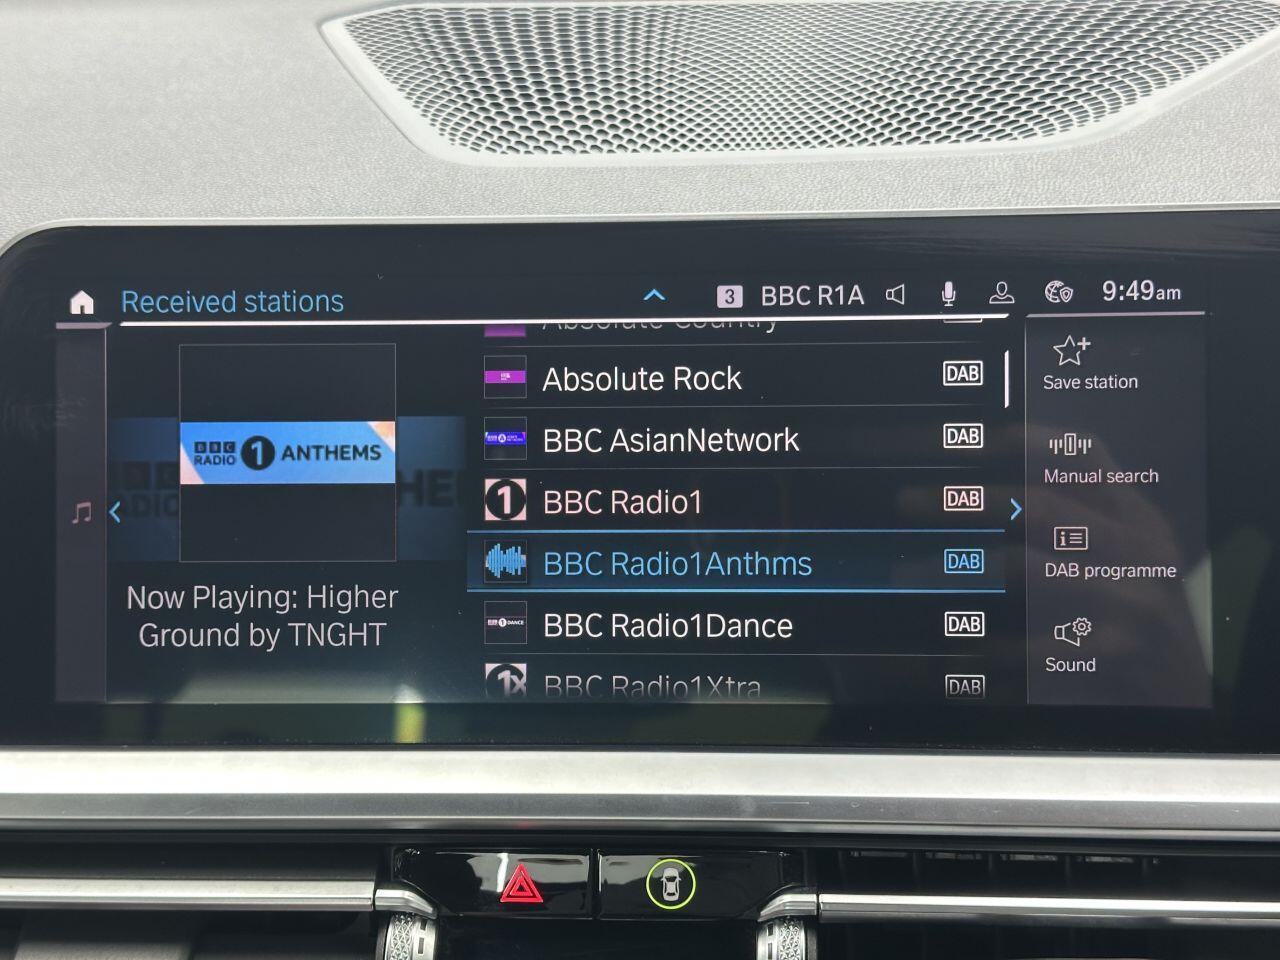 Received stations
3 BBC R1A
9:49am
Absolute Country
Absolute Rock DAB
BBC AsianNetwork DAB
BBC Radio1 DAB
BBC Radio1Anthms DAB
BBC Radio1Dance DAB
BBC Radio1Xtra DAB
BBC RADIO 1 ANTHEMS
Now Playing: Higher
Ground by TNGHT
Save station
Manual search
DAB programme
Sound